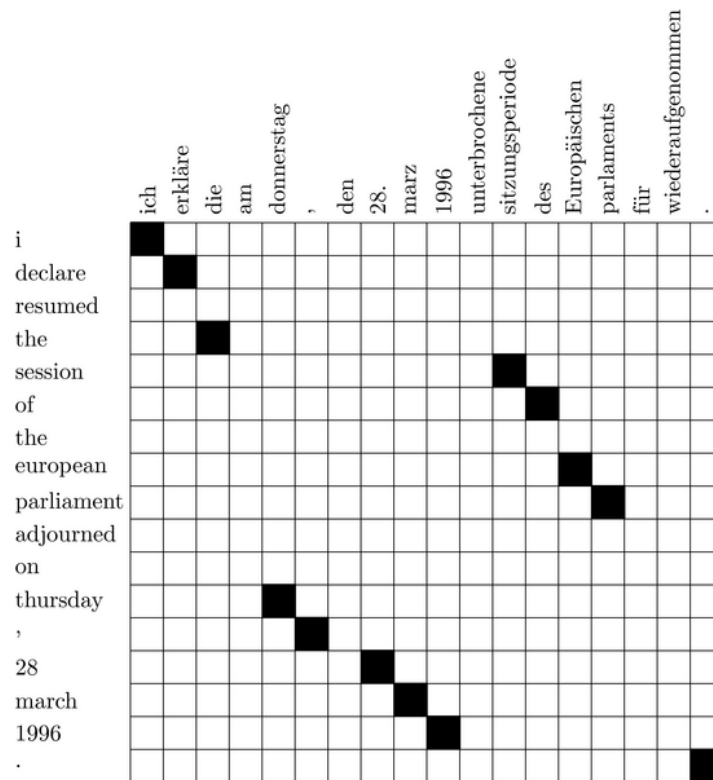 ich
erkläre
die
am
donnerstag
,
den
28.
marz
1996
unterbrochene
sitzungsperiode
des
Europäischen
parlaments
für
wiederaufgenommen
.
i
declare
resumed
the
session
of
the
european
parliament
adjourned
on
thursday
,
28
march
1996
.